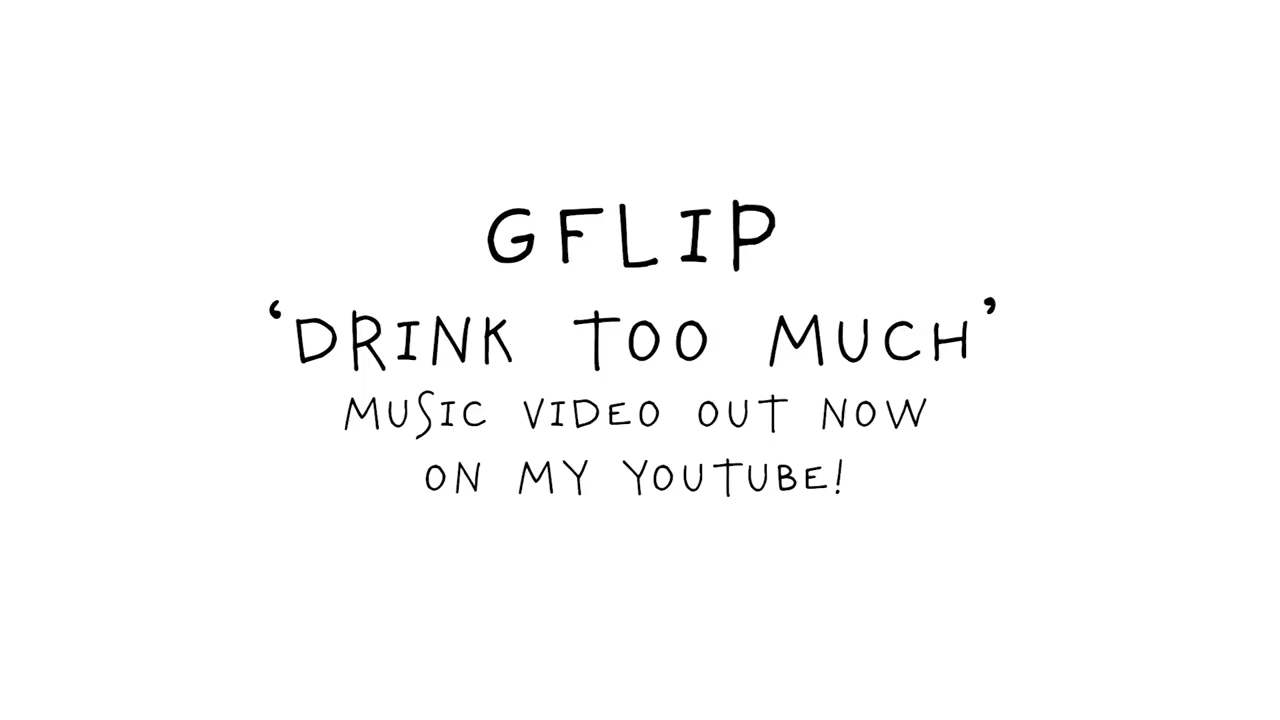 GFLIP
‘DRINK TOO MUCH’
MUSIC VIDEO OUT NOW
ON MY YOUTUBE!